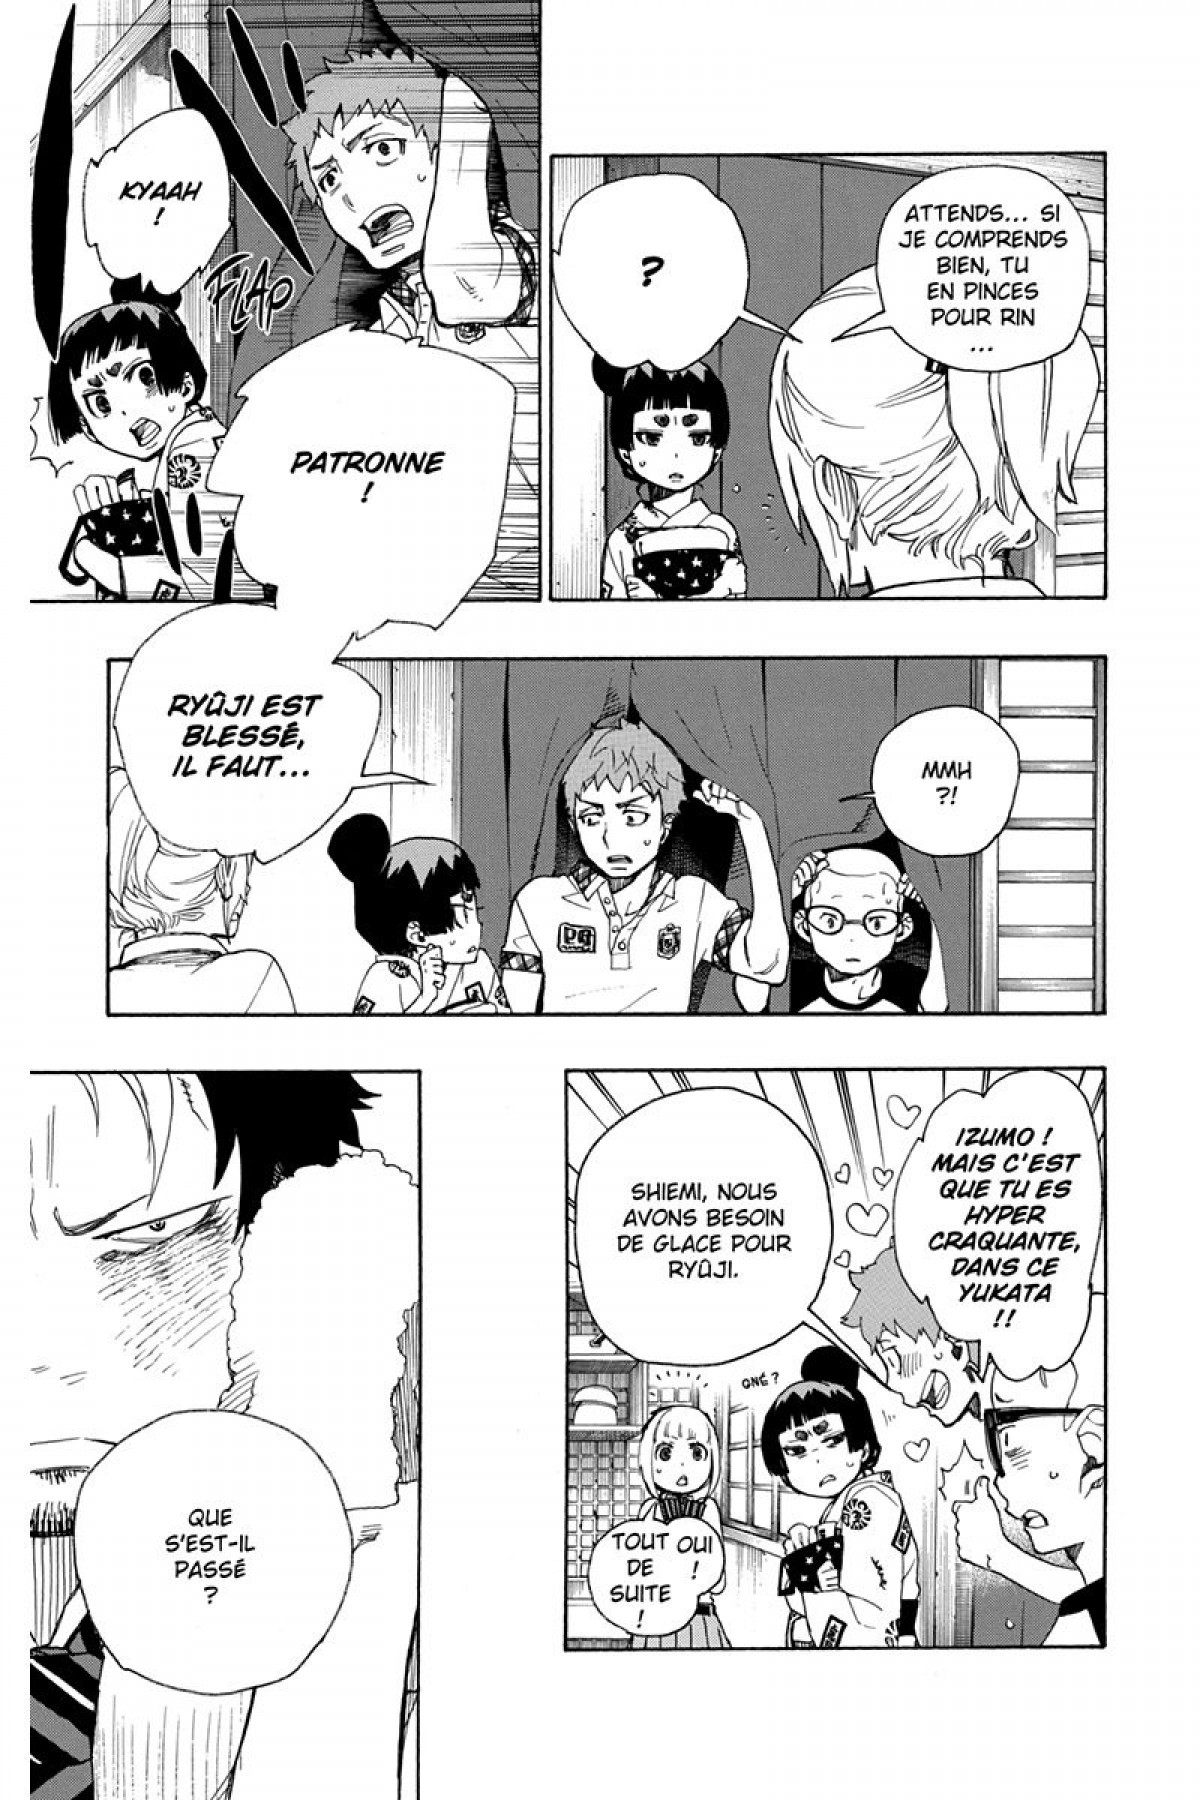 ATTENDS... SI
JE COMPRENDS
BIEN, TU
EN PINCES
POUR RIN
...
?
KYAAH
!
FLAP
PATRONNE
!
RYÛJI EST
BLESSÉ,
IL FAUT...
MMH
?!
IZUMO !
MAIS C'EST
QUE TU ES
HYPER
CRAQUANTE,
DANS CE
YUKATA
!!
SHIEMI, NOUS
AVONS BESOIN
DE GLACE POUR
RYÛJI.
GNÉ ?
OUI
!
TOUT
DE
SUITE
!
QUE
S'EST-IL
PASSÉ
?